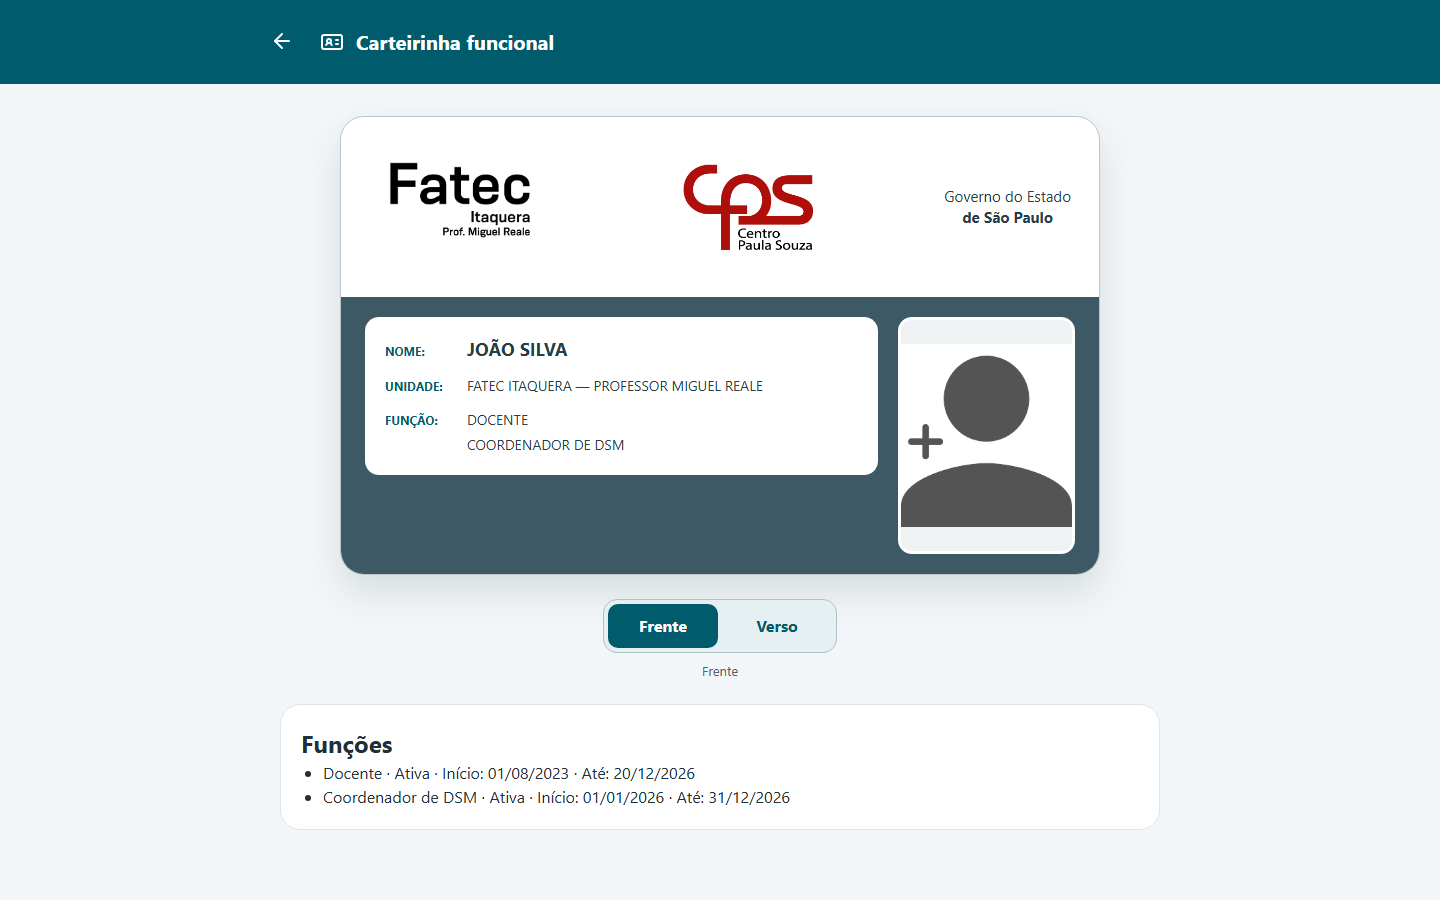 Carteirinha funcional
Fatec
Itaquera
Prof. Miguel Reale
cps
Centro
Paula Souza
Governo do Estado
de São Paulo
NOME: JOÃO SILVA
UNIDADE: FATEC ITAQUERA — PROFESSOR MIGUEL REALE
FUNÇÃO: DOCENTE
COORDENADOR DE DSM
Frente Verso
Frente
Funções
• Docente · Ativa · Início: 01/08/2023 · Até: 20/12/2026
• Coordenador de DSM · Ativa · Início: 01/01/2026 · Até: 31/12/2026